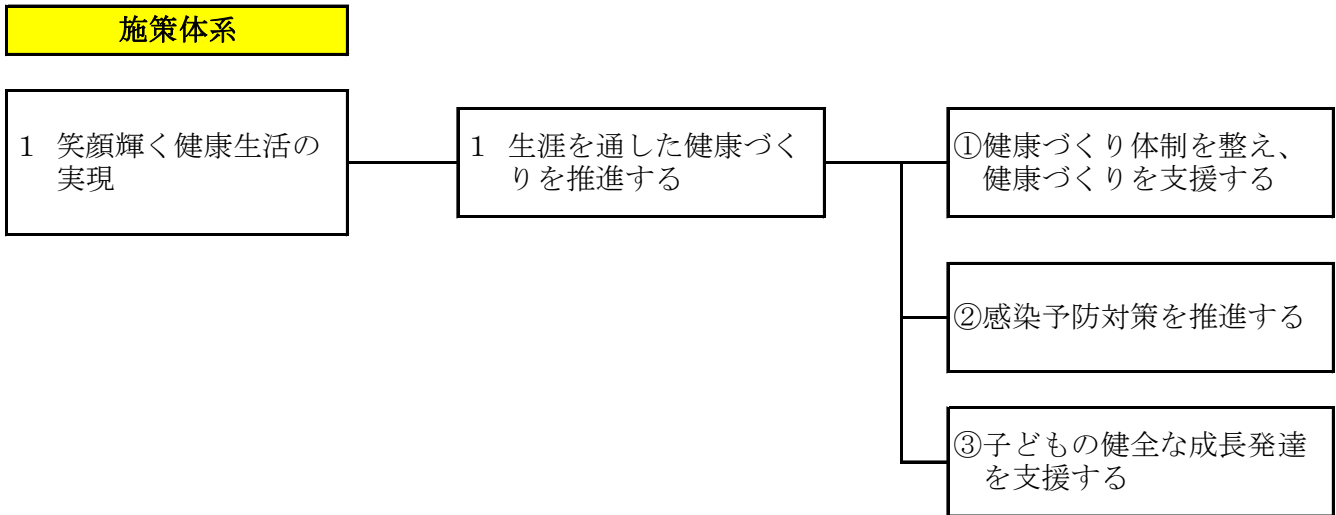 施策体系
1 笑顔輝く健康生活の
実現
1 生涯を通した健康づく
りを推進する
①健康づくり体制を整え、
健康づくりを支援する
②感染予防対策を推進する
③子どもの健全な成長発達
を支援する